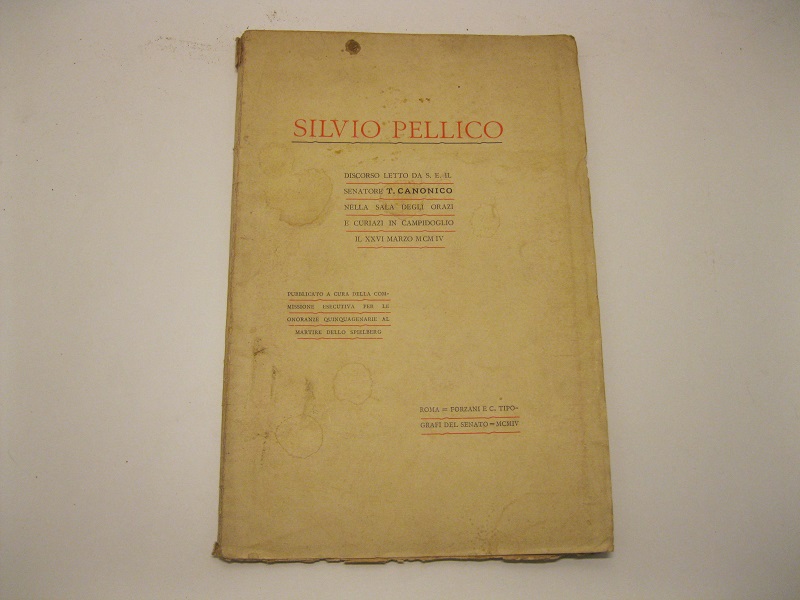 SILVIO PELLICO
DISCORSO LETTO DA S. E. IL
SENATORE T. CANONICO
NELLA SALA DEGLI ORAZI
E CURIAZI IN CAMPIDOGLIO
IL XXVI MARZO MCMIV
PUBBLICATO A CURA DELLA COM-
MISSIONE ESECUTIVA PER LE
ONORANZE QUINQUAGENARIE AL
MARTIRE DELLO SPIELBERG
ROMA = FORZANI E C. TIPO-
GRAFI DEL SENATO = MCMIV